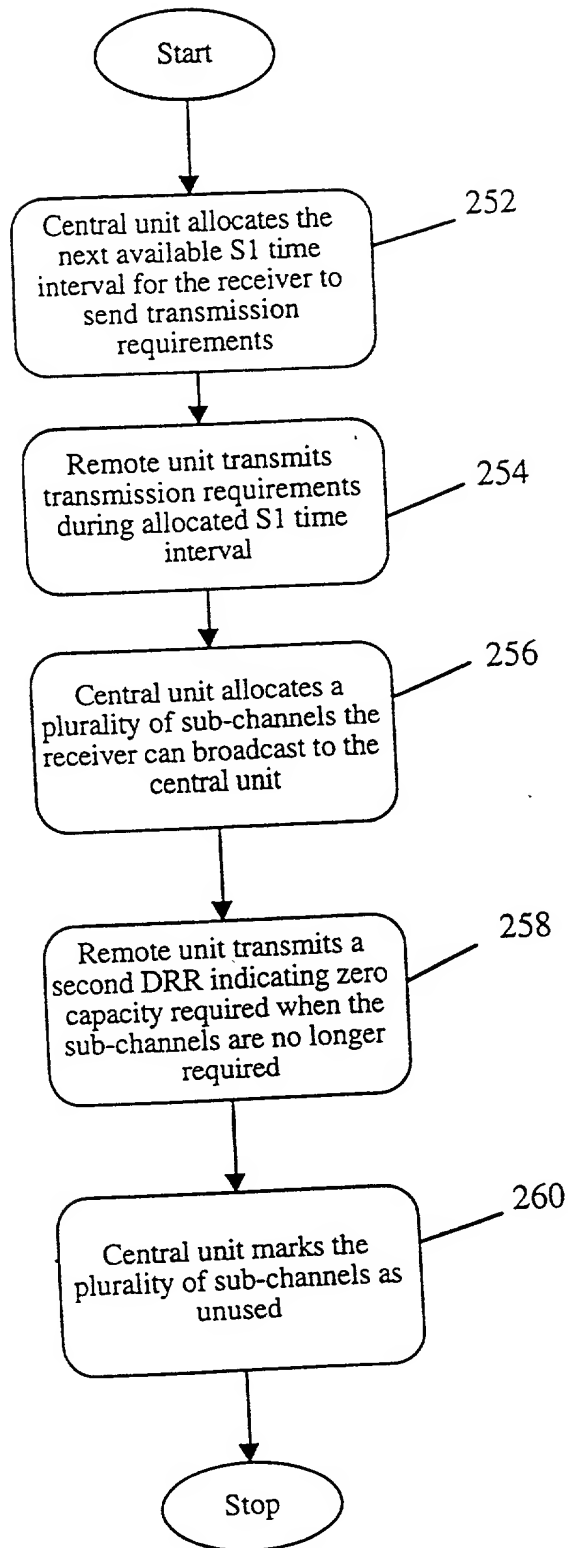 Start
252
Central unit allocates the
next available S1 time
interval for the receiver to
send transmission
requirements
254
Remote unit transmits
transmission requirements
during allocated S1 time
interval
256
Central unit allocates a
plurality of sub-channels the
receiver can broadcast to the
central unit
258
Remote unit transmits a
second DRR indicating zero
capacity required when the
sub-channels are no longer
required
260
Central unit marks the
plurality of sub-channels as
unused
Stop